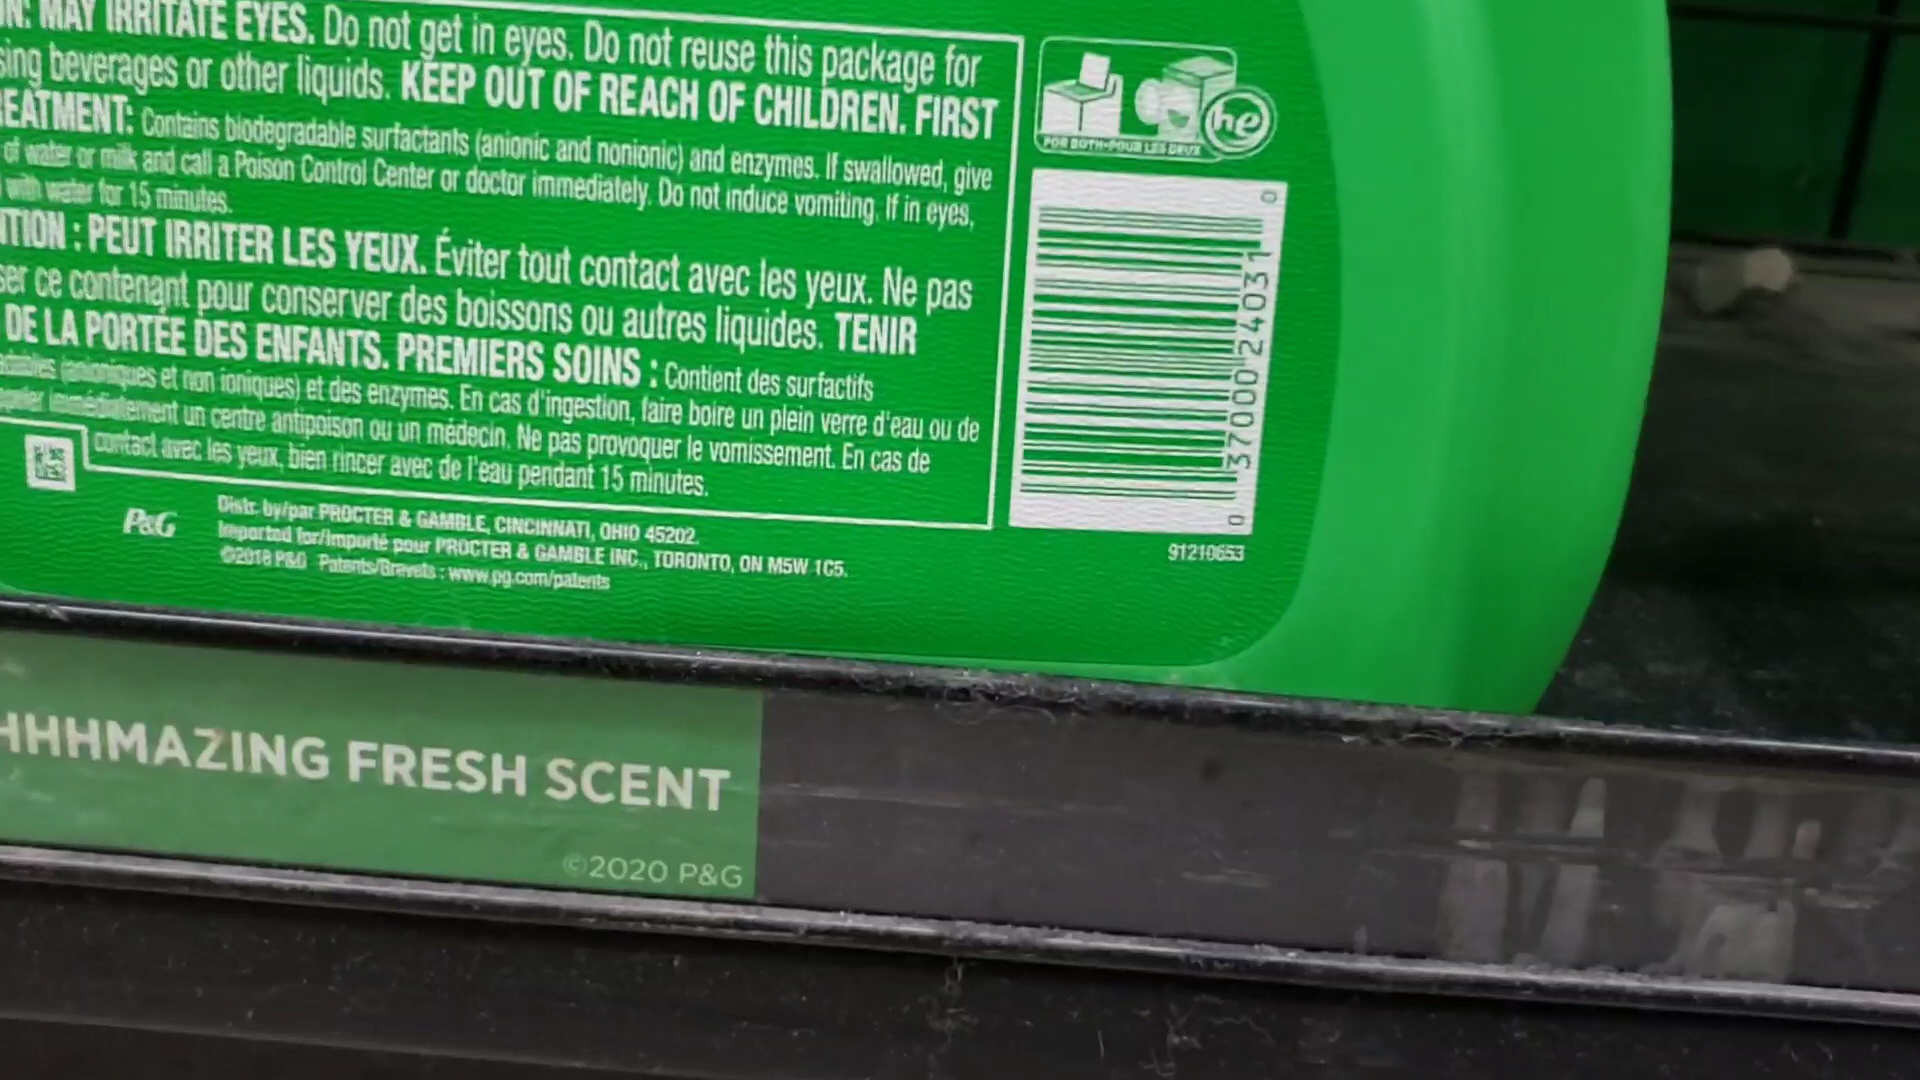 N: MAY IRRITATE EYES. Do not get in eyes. Do not reuse this package for
sing beverages or other liquids. KEEP OUT OF REACH OF CHILDREN. FIRST
REATMENT: Contains biodegradable surfactants (anionic and nonionic) and enzymes. If swallowed, give
of water or milk and call a Poison Control Center or doctor immediately. Do not induce vomiting. If in eyes,
with water for 15 minutes.
TION : PEUT IRRITER LES YEUX. Éviter tout contact avec les yeux. Ne pas
ser ce contenant pour conserver des boissons ou autres liquides. TENIR
DE LA PORTÉE DES ENFANTS. PREMIERS SOINS : Contient des surfactifs
(anioniques et non ioniques) et des enzymes. En cas d'ingestion, faire boire un plein verre d'eau ou de
immédiatement un centre antipoison ou un médecin. Ne pas provoquer le vomissement. En cas de
contact avec les yeux, bien rincer avec de l'eau pendant 15 minutes.
P&G
Distr. by/par PROCTER & GAMBLE, CINCINNATI, OHIO 45202.
Imported for/Importé pour PROCTER & GAMBLE INC., TORONTO, ON M5W 1C5.
©2018 P&G Patents/Brevets : www.pg.com/patents
he
FOR BOTH-POUR LES DEUX
0 37000 24031 0
91210653
HHHMAZING FRESH SCENT
©2020 P&G